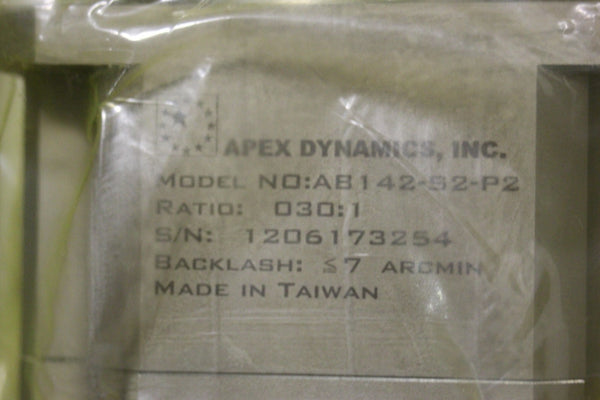 APEX DYNAMICS, INC.
MODEL NO:AB142-S2-P2
RATIO: 030:1
S/N: 1206173254
BACKLASH: ≤7 ARCMIN
MADE IN TAIWAN